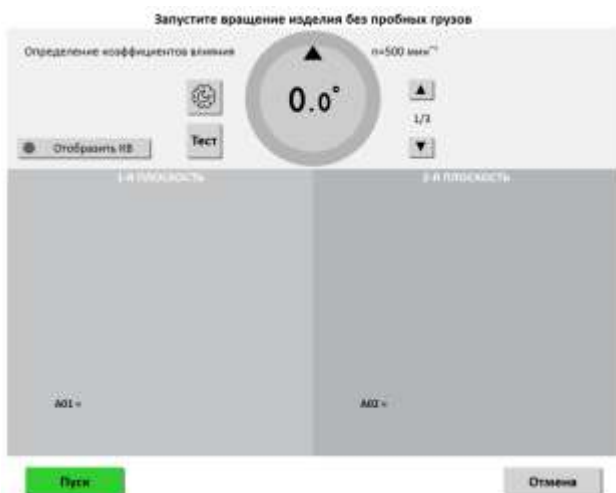 Запустите вращение изделия без пробных грузов
Определение коэффициентов влияния
n=500 мин⁻¹
0.0°
1/3
Отобразить КВ
Тест
1-Я ПЛОСКОСТЬ
2-Я ПЛОСКОСТЬ
A01 =
A02 =
Пуск
Отмена